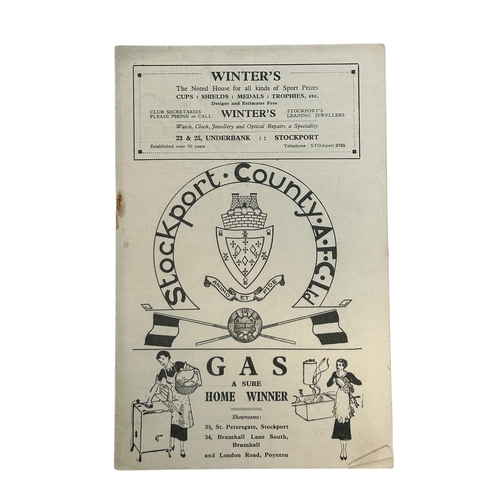 WINTER'S
The Noted House for all kinds of Sport Prizes
CUPS : SHIELDS : MEDALS : TROPHIES, etc.
Designs and Estimates Free
CLUB SECRETARIES
PLEASE PHONE or CALL
WINTER'S
STOCKPORT'S
LEADING JEWELLERS
Watch, Clock, Jewellery and Optical Repairs a Speciality
23 & 25, UNDERBANK :: STOCKPORT
Established over 50 years
Telephone: STOckport 2755
Stockport · County · A · F · C · Ltd
ANIMO ET FIDE
GAS
A SURE
HOME WINNER
Showrooms:
38, St. Petersgate, Stockport
34, Bramhall Lane South,
Bramhall
and London Road, Poynton